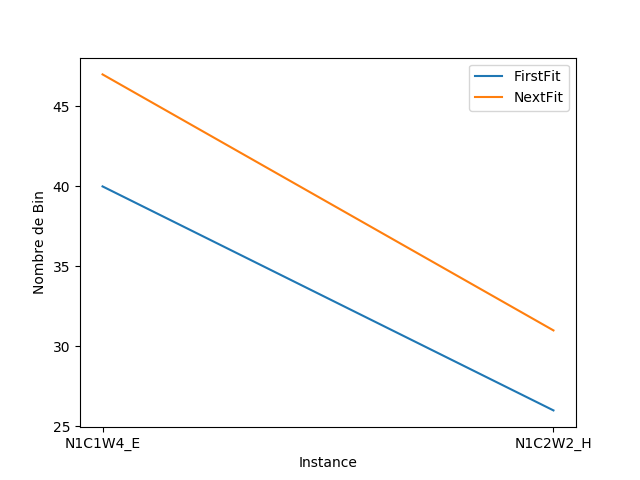 FirstFit
NextFit
45
40
35
30
25
Nombre de Bin
N1C1W4_E
N1C2W2_H
Instance